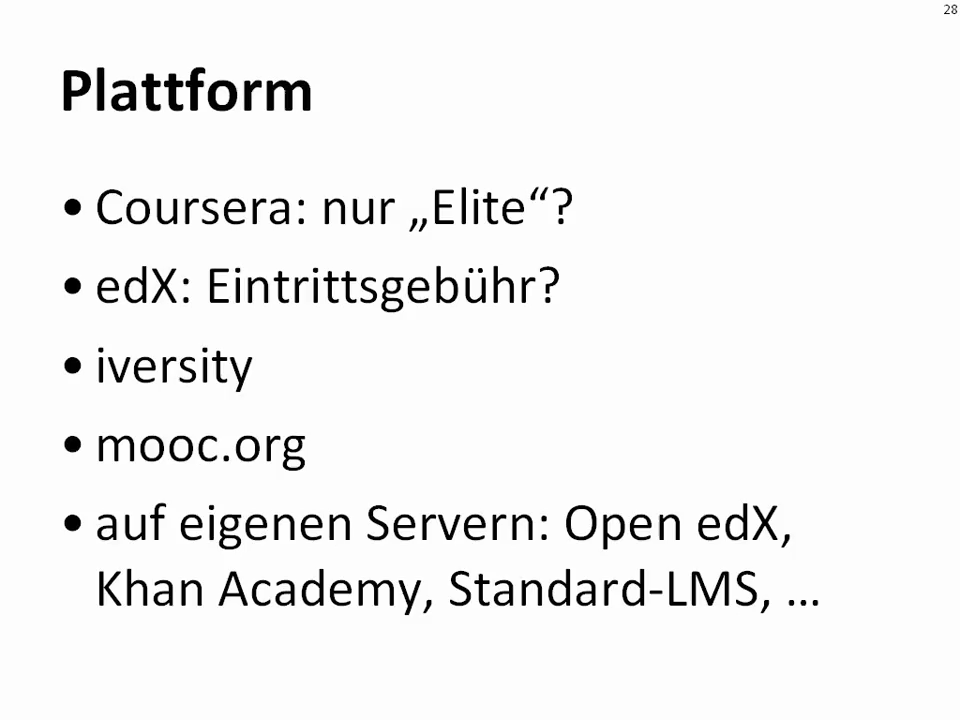 28
Plattform
• Coursera: nur „Elite“?
• edX: Eintrittsgebühr?
• iversity
• mooc.org
• auf eigenen Servern: Open edX,
Khan Academy, Standard-LMS, …